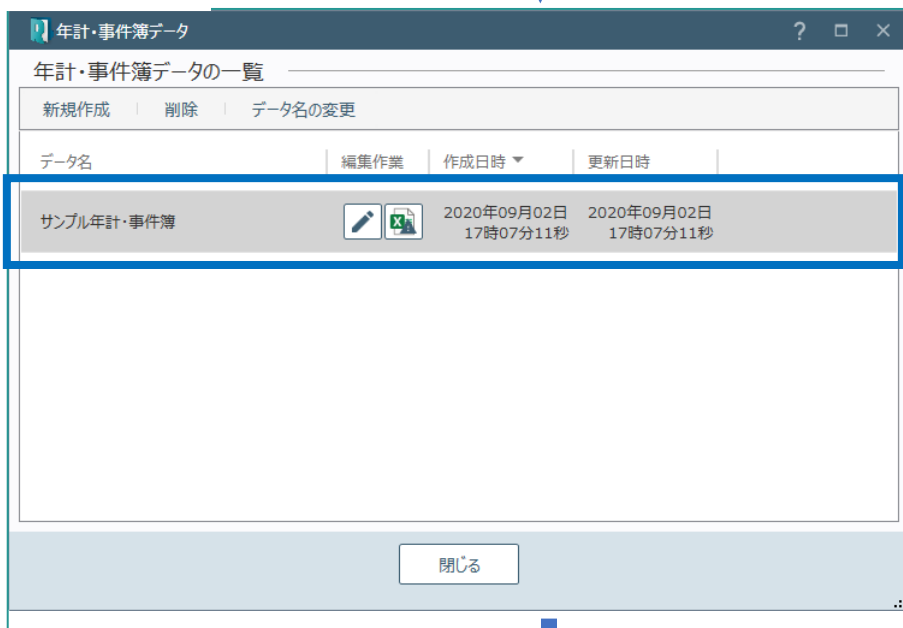 年計・事件簿データ
年計・事件簿データの一覧
新規作成 削除 データ名の変更
データ名 編集作業 作成日時 更新日時
サンプル年計・事件簿 2020年09月02日 2020年09月02日
17時07分11秒 17時07分11秒
閉じる